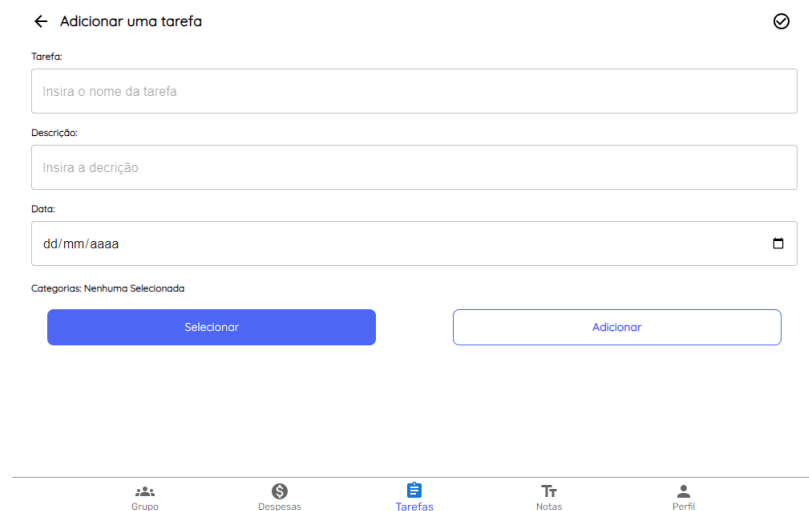 Adicionar uma tarefa
Tarefa:
Insira o nome da tarefa
Descrição:
Insira a decrição
Data:
dd/mm/aaaa
Categorias: Nenhuma Selecionada
Selecionar
Adicionar
Grupo
Despesas
Tarefas
Notas
Perfil